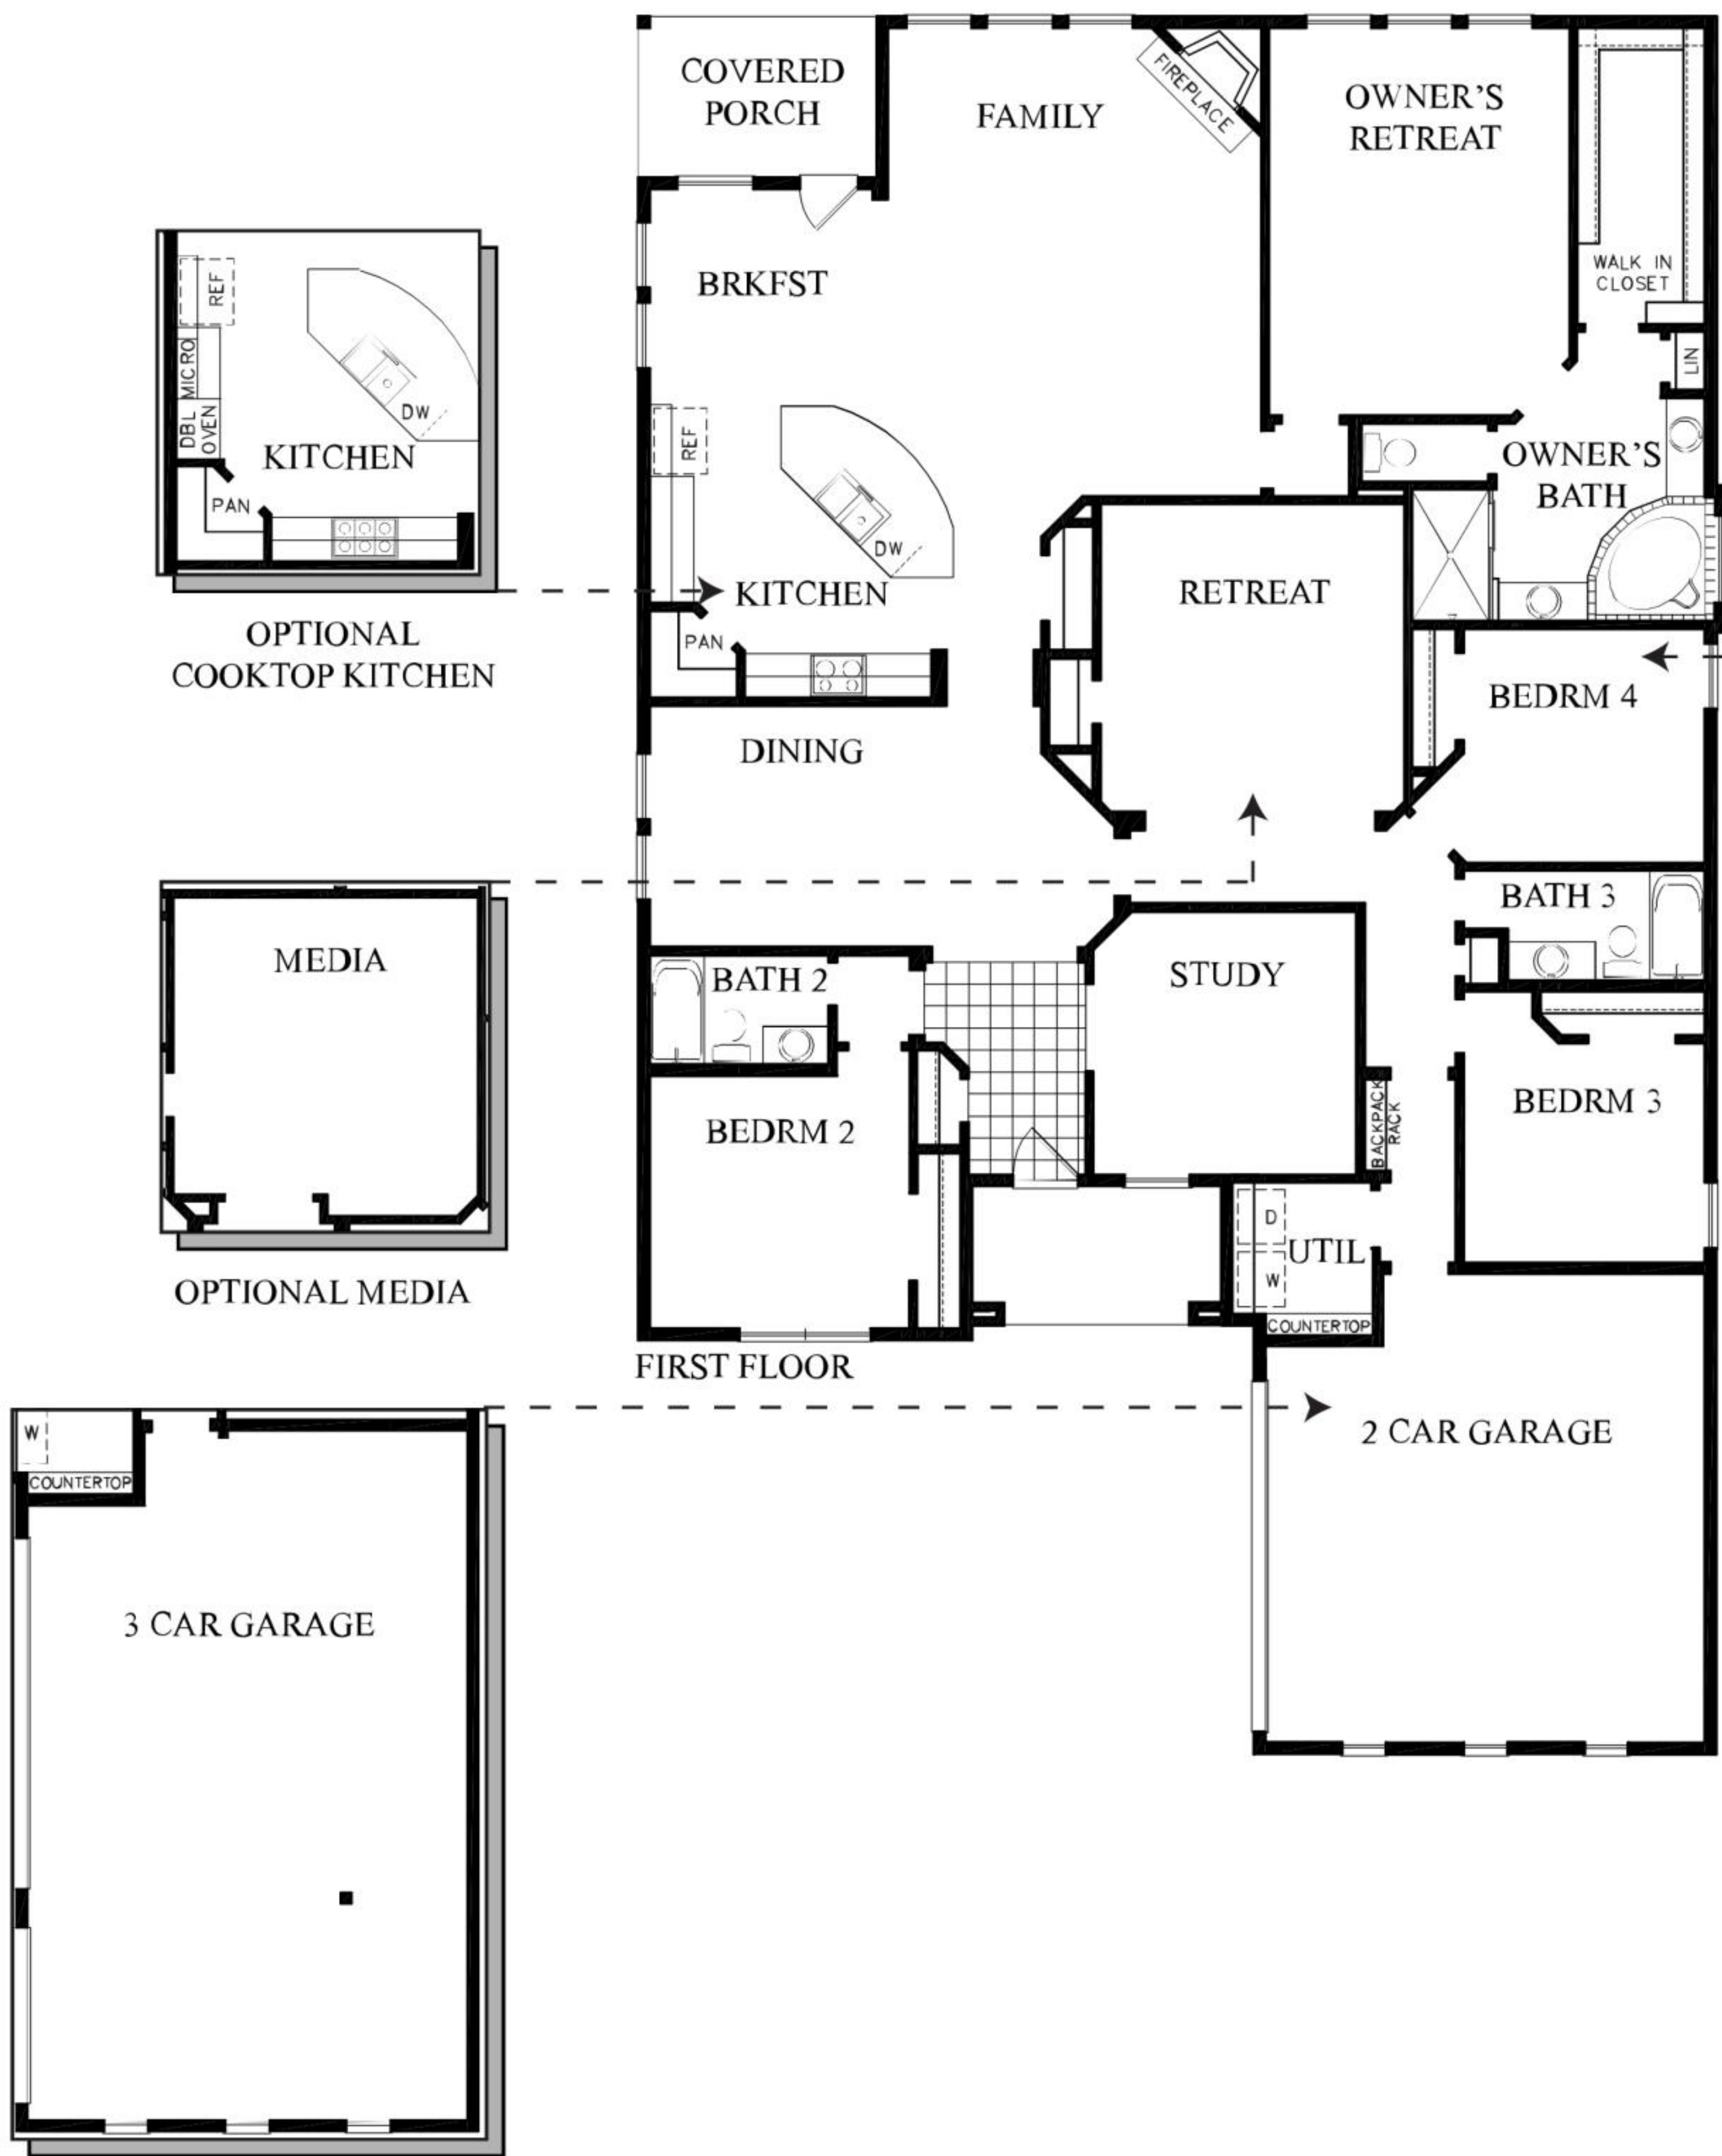 COVERED
PORCH
FAMILY
FIREPLACE
OWNER'S
RETREAT
WALK IN
CLOSET
LIN
BRKFST
REF
MICRO
DBL
OVEN
DW
KITCHEN
PAN
OPTIONAL
COOKTOP KITCHEN
REF
DW
KITCHEN
PAN
OWNER'S
BATH
RETREAT
BEDRM 4
DINING
BATH 3
MEDIA
OPTIONAL MEDIA
BATH 2
STUDY
BEDRM 2
BACKPACK
RACK
BEDRM 3
D
W
UTIL
COUNTERTOP
FIRST FLOOR
2 CAR GARAGE
W
COUNTERTOP
3 CAR GARAGE